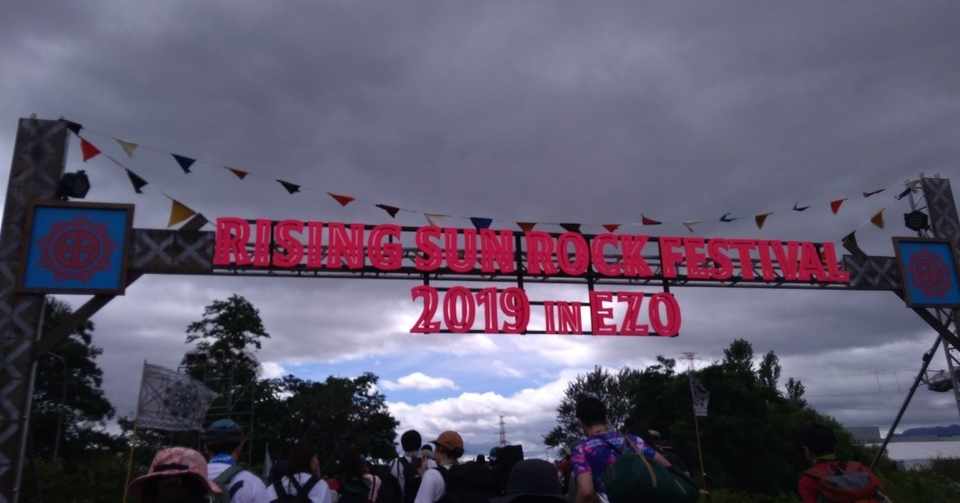 RISING SUN ROCK FESTIVAL
2019 IN EZO